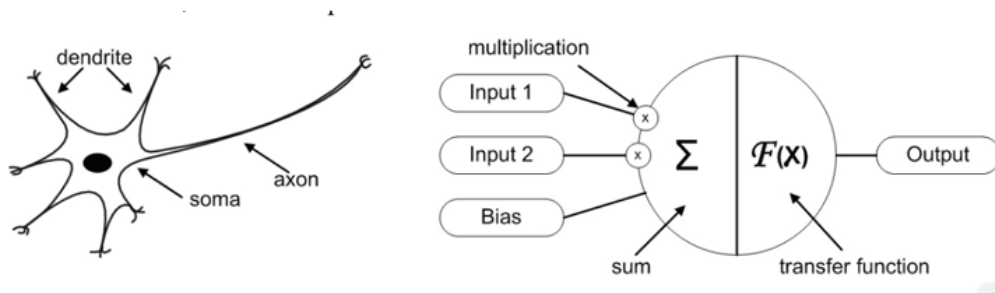 dendrite
soma
axon
multiplication
Input 1
x
Input 2
x
Bias
Σ
F(X)
Output
sum
transfer function